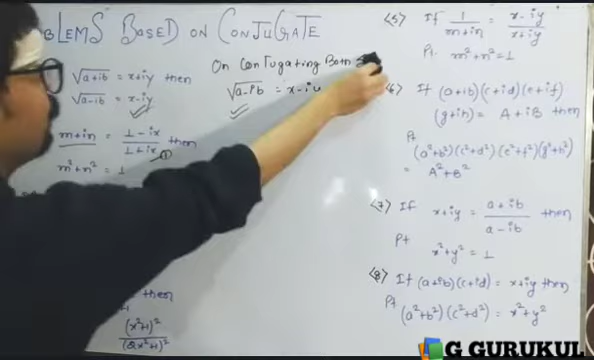 BLEMS BASED ON CONJUGATE
√a+ib = x+iy then
√a-ib = x-iy
m+in = 1-ix / 1+ix then
①
m²+n² = 1
then
(x²+1)²
(2x²+1)²
On Conjugating Both
√a-ib = x-iy
<5> If 1/m+in = x-iy/x+iy
Pt. m²+n²=1
If (a+ib)(c+id)(e+if)
(g+ih) = A+iB then
Pt
(a²+b²)(c²+d²)(e²+f²)(g²+h²)
= A²+B²
<7> If x+iy = a+ib/a-ib then
Pt x²+y² = 1
<8> If (a+ib)(c+id) = x+iy then
Pt (a²+b²)(c²+d²) = x²+y²
G GURUKUL